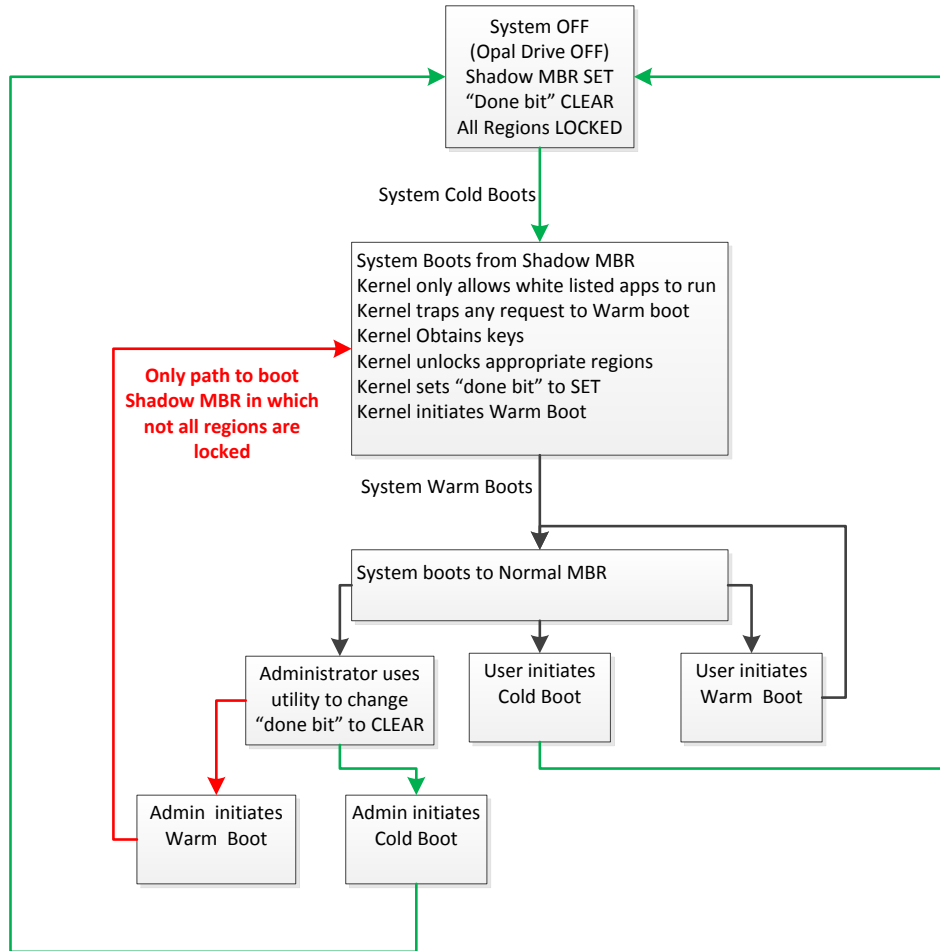 System OFF
(Opal Drive OFF)
Shadow MBR SET
“Done bit” CLEAR
All Regions LOCKED
System Cold Boots
System Boots from Shadow MBR
Kernel only allows white listed apps to run
Kernel traps any request to Warm boot
Kernel Obtains keys
Kernel unlocks appropriate regions
Kernel sets “done bit” to SET
Kernel initiates Warm Boot
Only path to boot
Shadow MBR in which
not all regions are
locked
System Warm Boots
System boots to Normal MBR
Administrator uses
utility to change
“done bit” to CLEAR
User initiates
Cold Boot
User initiates
Warm Boot
Admin initiates
Warm Boot
Admin initiates
Cold Boot